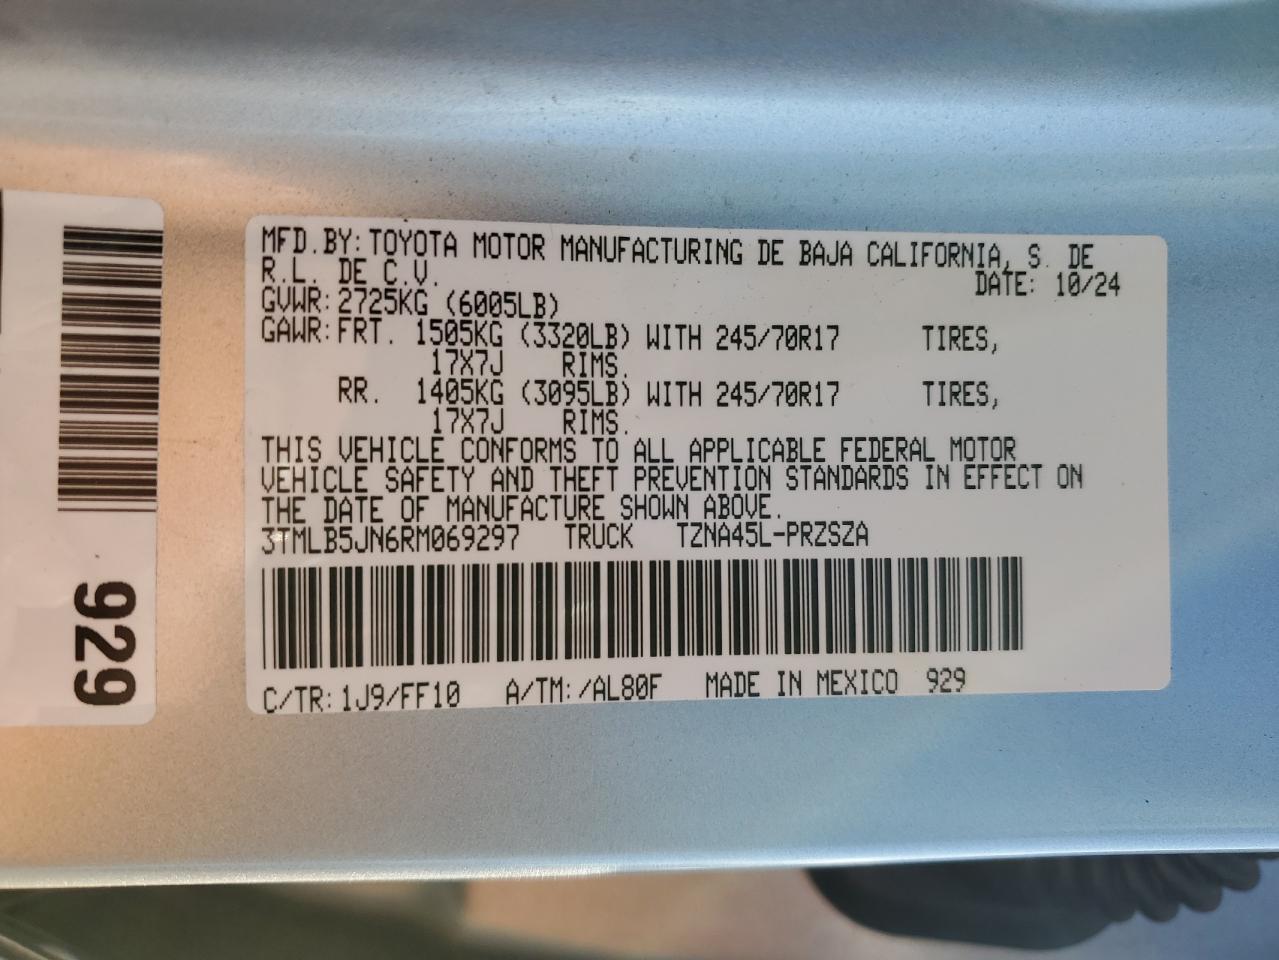 MFD.BY:TOYOTA MOTOR MANUFACTURING DE BAJA CALIFORNIA, S. DE
R.L. DE C.V. DATE: 10/24
GVWR:2725KG (6005LB)
GAWR:FRT. 1505KG (3320LB) WITH 245/70R17 TIRES,
17X7J RIMS.
RR. 1405KG (3095LB) WITH 245/70R17 TIRES,
17X7J RIMS.
THIS VEHICLE CONFORMS TO ALL APPLICABLE FEDERAL MOTOR
VEHICLE SAFETY AND THEFT PREVENTION STANDARDS IN EFFECT ON
THE DATE OF MANUFACTURE SHOWN ABOVE.
3TMLB5JN6RM069297 TRUCK TZNA45L-PRZSZA
C/TR:1J9/FF10 A/TM:/AL80F MADE IN MEXICO 929
929